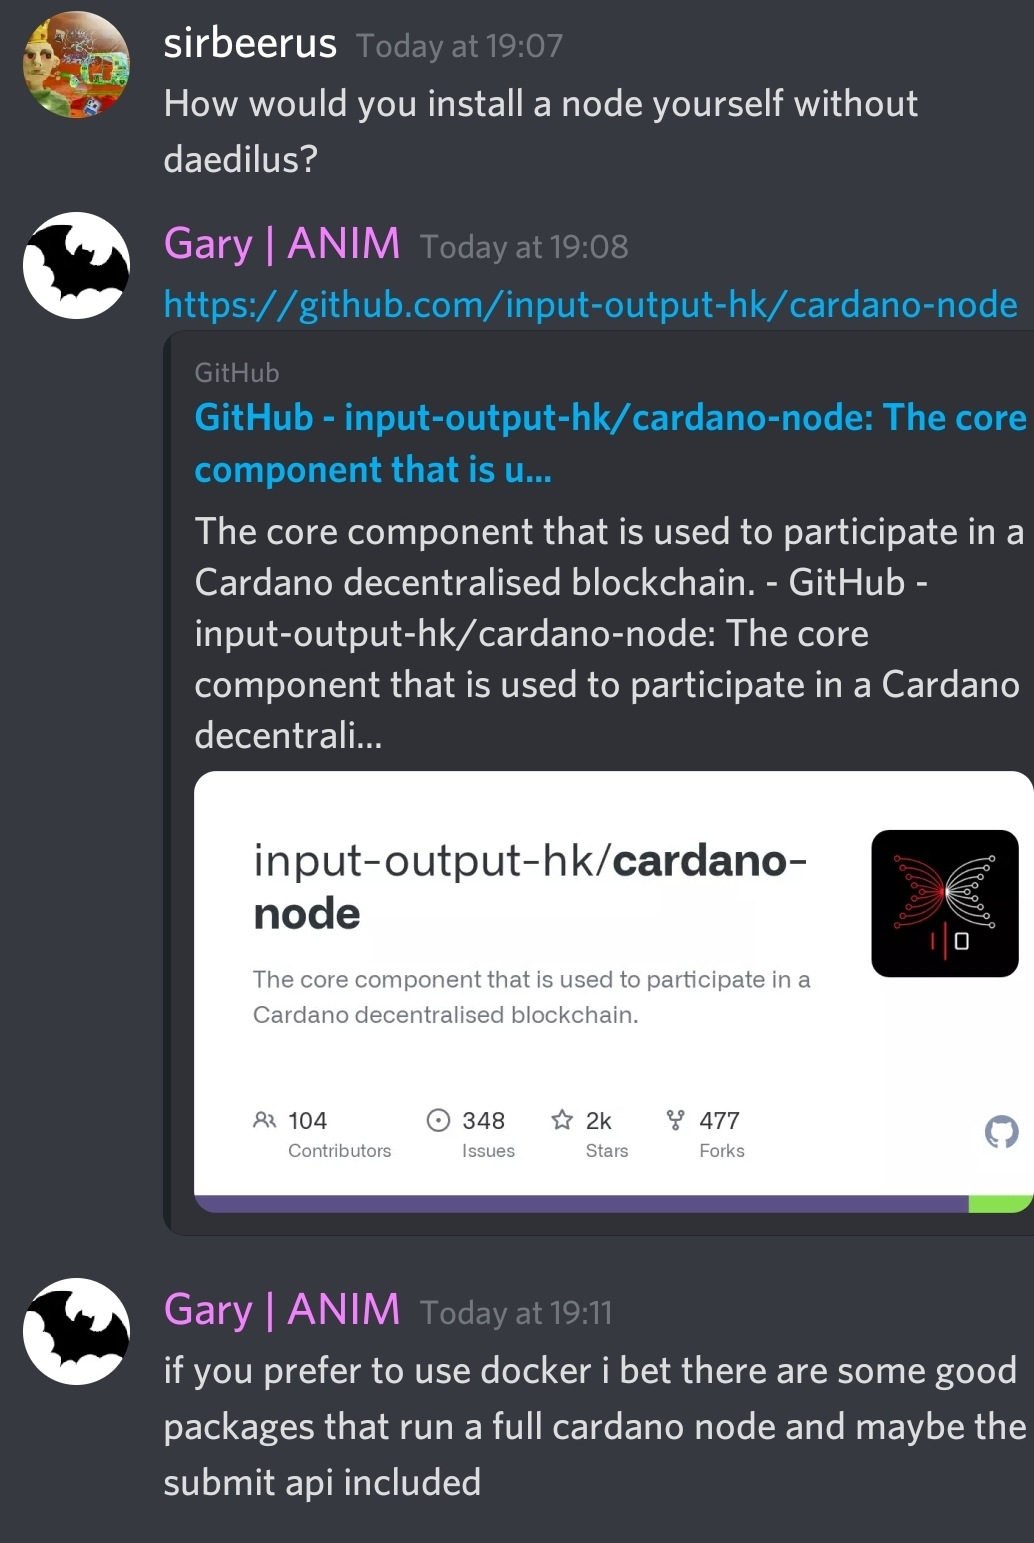 sirbeerus Today at 19:07
How would you install a node yourself without
daedilus?
Gary | ANIM Today at 19:08
https://github.com/input-output-hk/cardano-node
GitHub
GitHub - input-output-hk/cardano-node: The core
component that is u...
The core component that is used to participate in a
Cardano decentralised blockchain. - GitHub -
input-output-hk/cardano-node: The core
component that is used to participate in a Cardano
decentrali...
input-output-hk/cardano-
node
The core component that is used to participate in a
Cardano decentralised blockchain.
I|O
104 348 2k 477
Contributors Issues Stars Forks
Gary | ANIM Today at 19:11
if you prefer to use docker i bet there are some good
packages that run a full cardano node and maybe the
submit api included